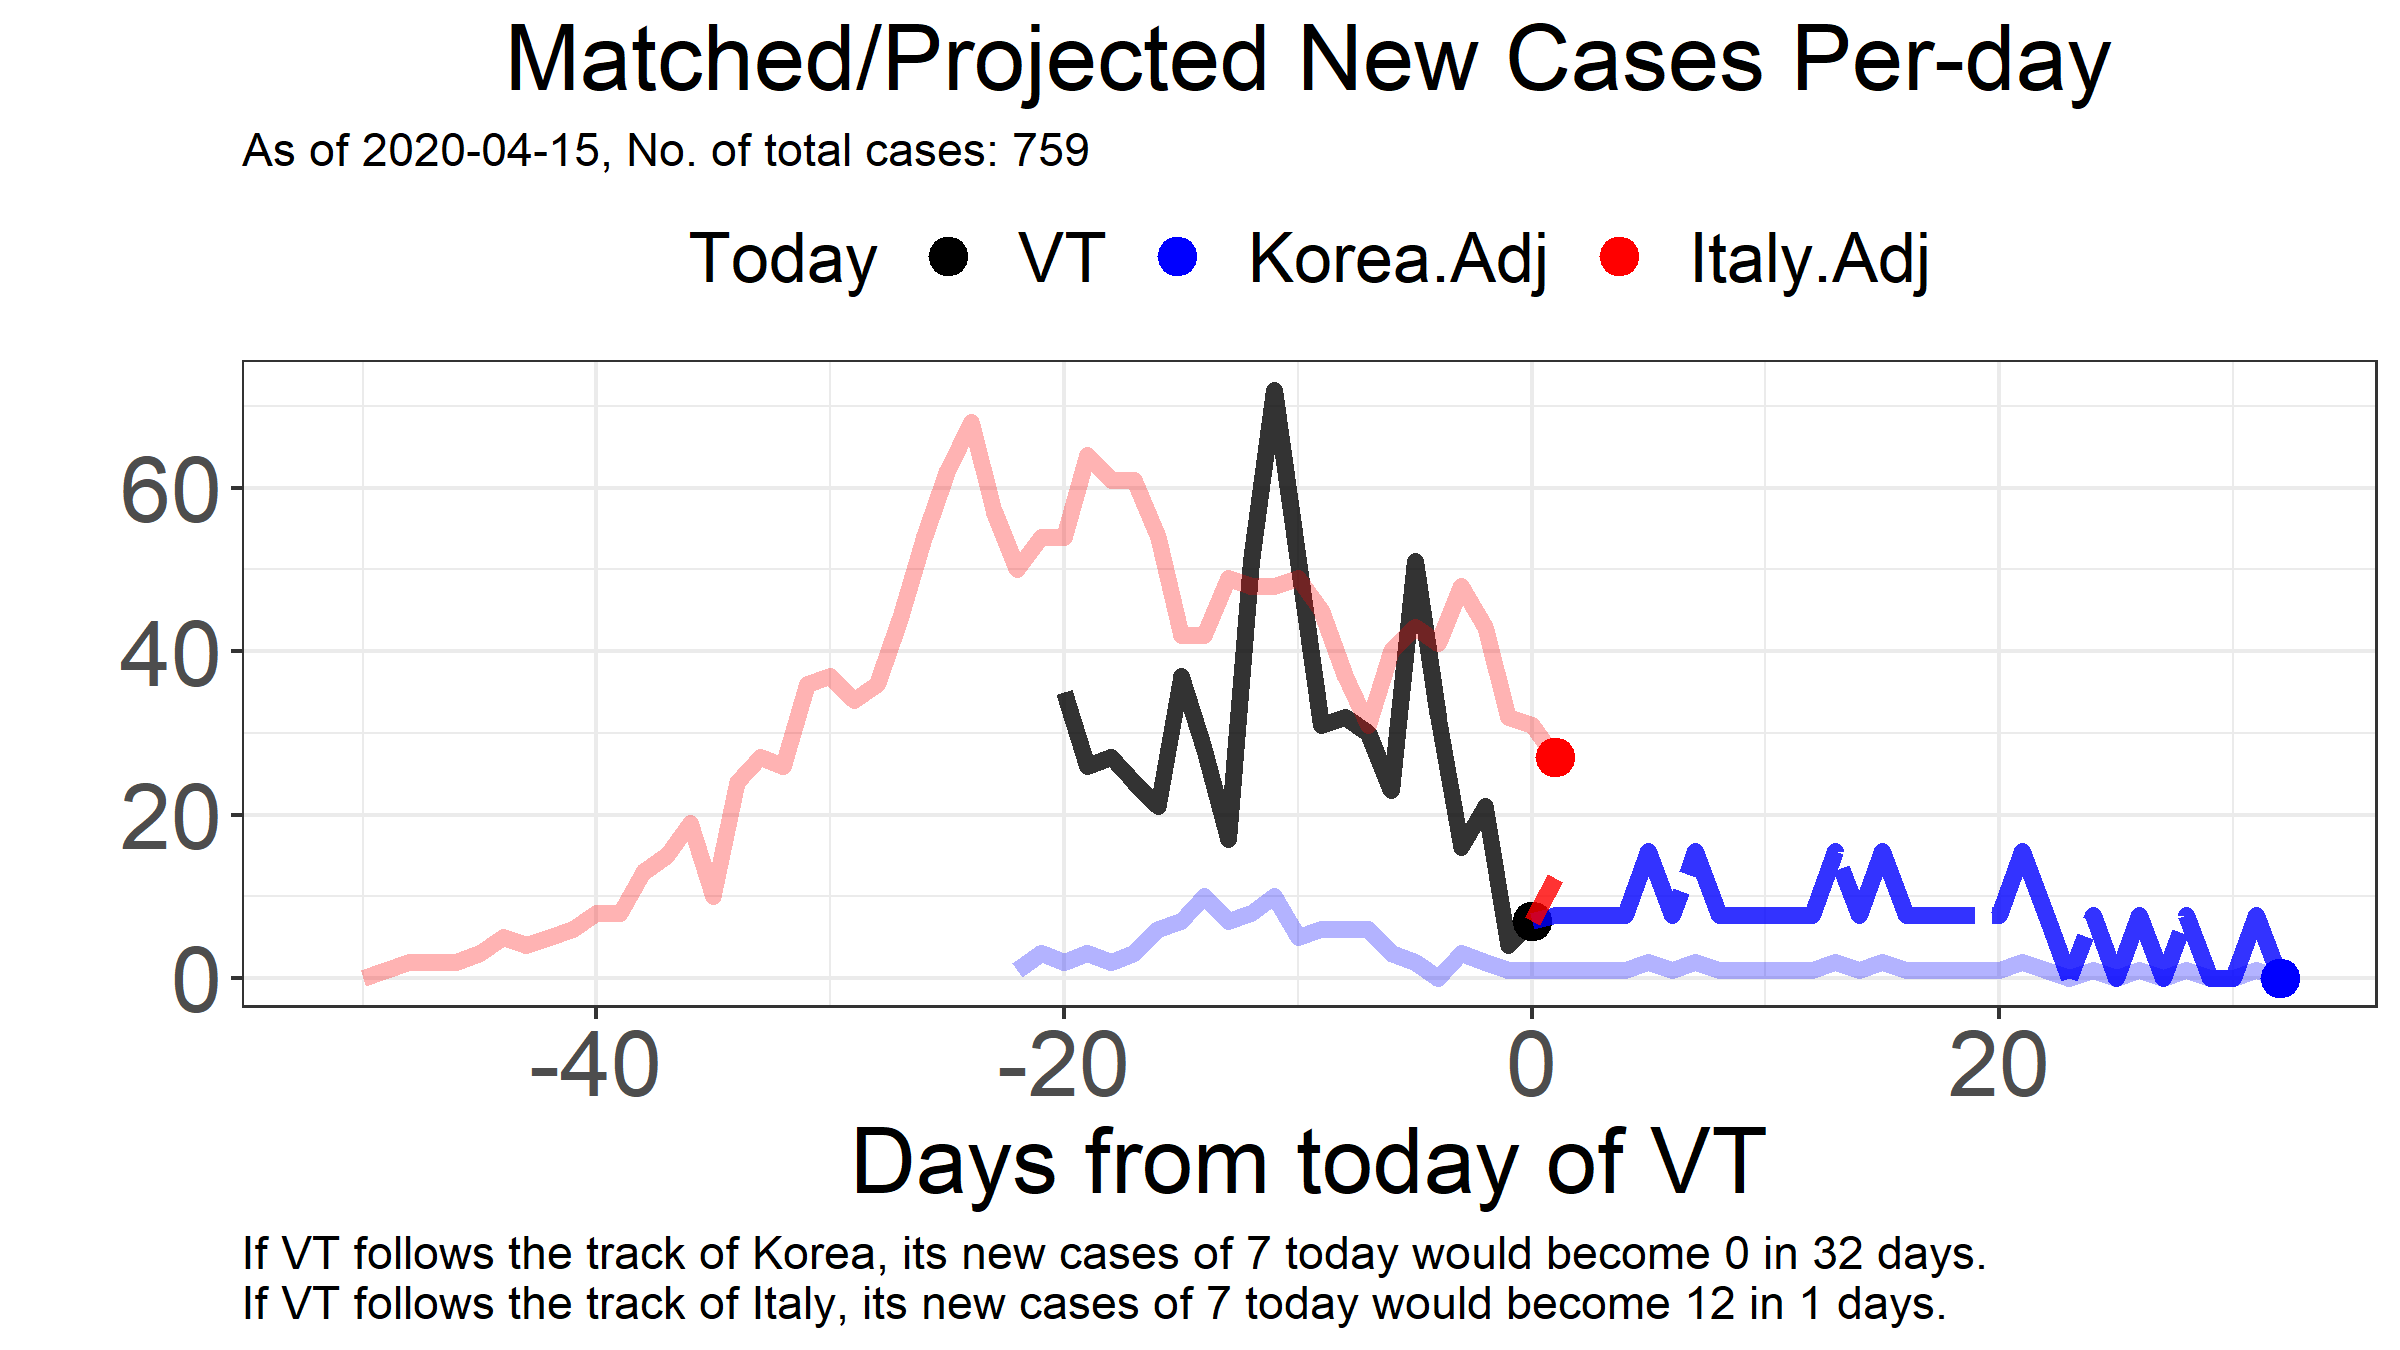 Matched/Projected New Cases Per-day
As of 2020-04-15, No. of total cases: 759
Today VT Korea.Adj Italy.Adj
60
40
20
0
-40 -20 0 20
Days from today of VT
If VT follows the track of Korea, its new cases of 7 today would become 0 in 32 days.
If VT follows the track of Italy, its new cases of 7 today would become 12 in 1 days.